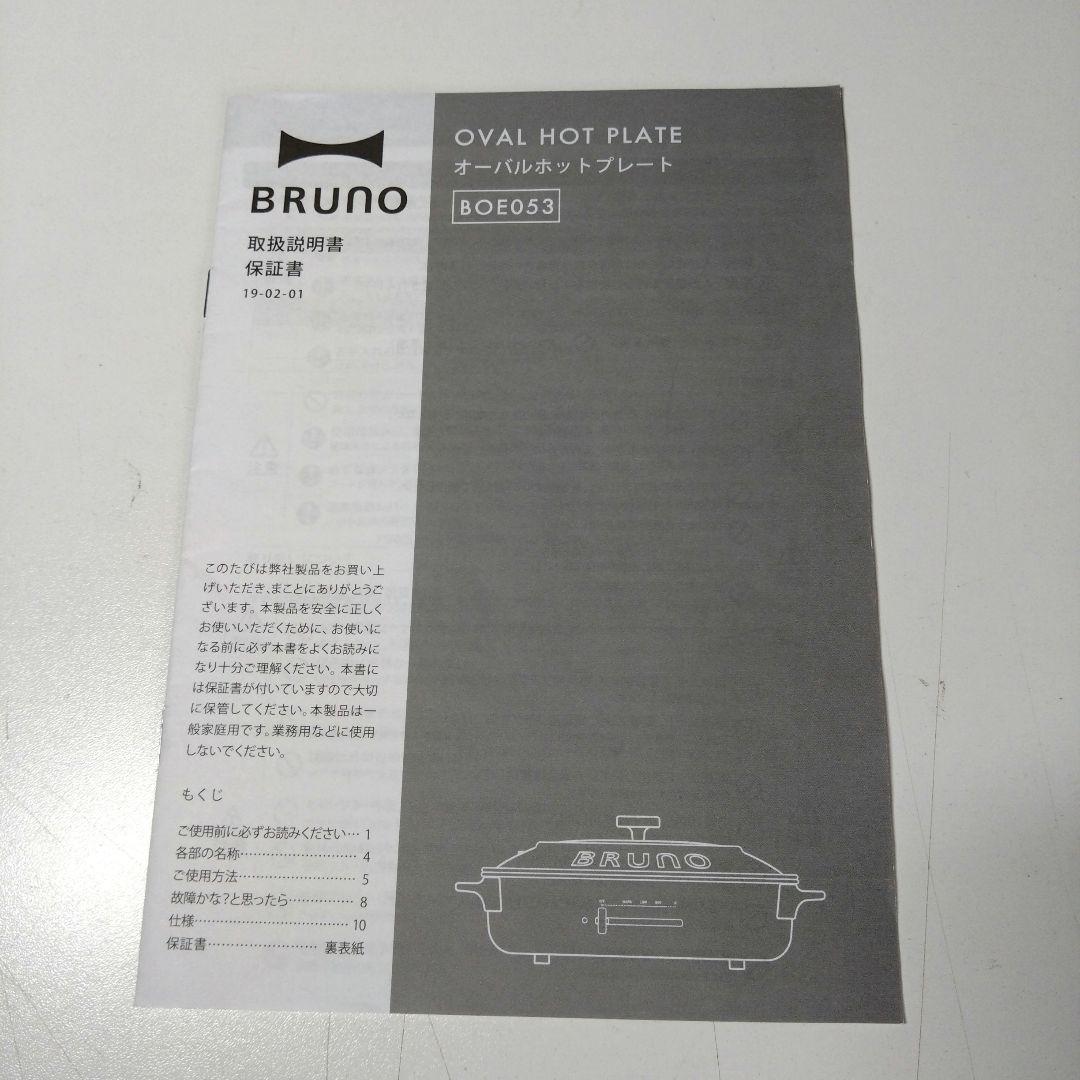 BRUNO
取扱説明書
保証書
19-02-01
OVAL HOT PLATE
オーバルホットプレート
BOE053
このたびは弊社製品をお買い上
げいただき、まことにありがとうご
ざいます。本製品を安全に正しく
お使いいただくために、お使いに
なる前に必ず本書をよくお読みに
なり十分ご理解ください。本書に
は保証書が付いていますので大切
に保管してください。本製品は一
般家庭用です。業務用などに使用
しないでください。
もくじ
ご使用前に必ずお読みください… 1
各部の名称……………………… 4
ご使用方法……………………… 5
故障かな?と思ったら…………… 8
仕様……………………………… 10
保証書…………………… 裏表紙
BRUNO